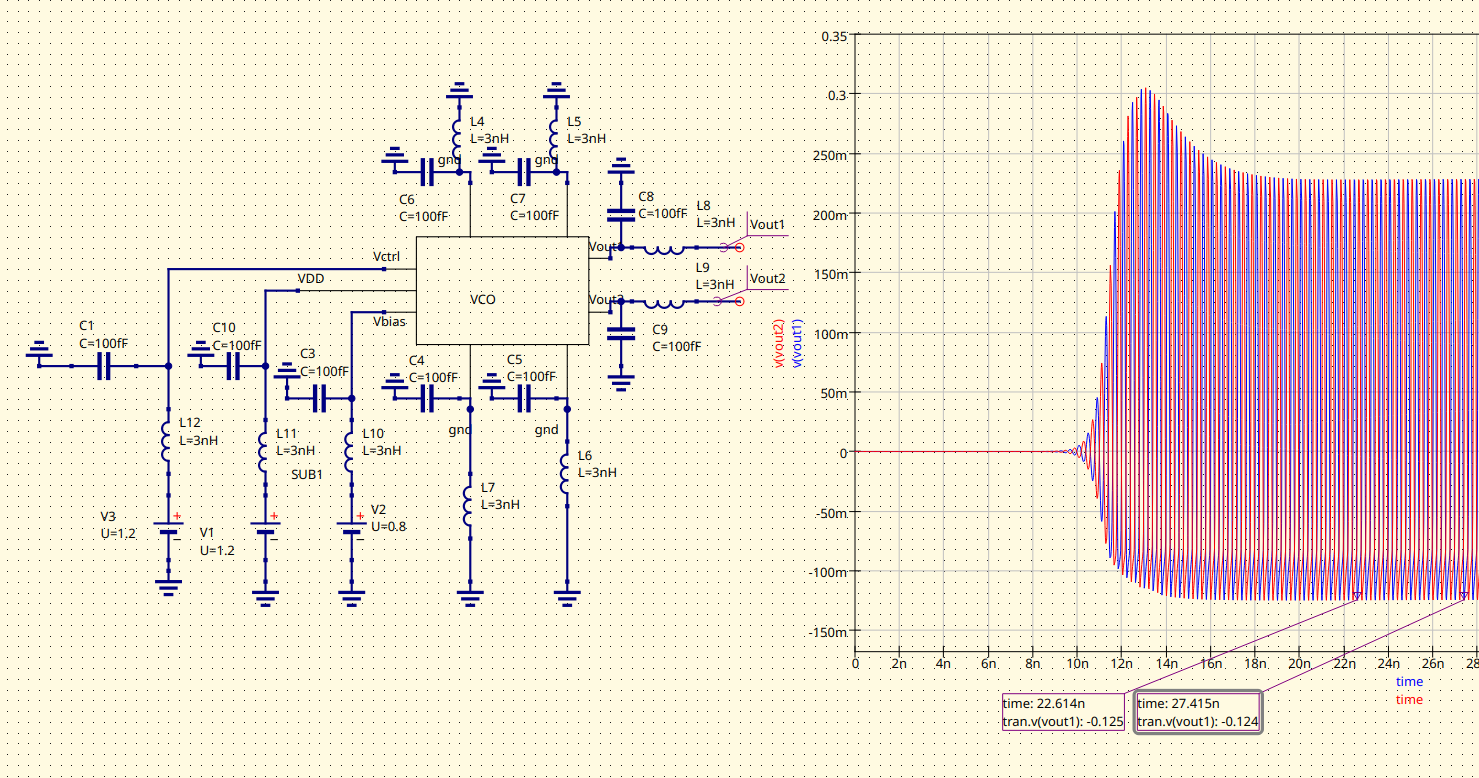 L4
L=3nH
L5
L=3nH
gnd
gnd
C6
C=100fF
C7
C=100fF
C8
C=100fF
L8
L=3nH
Vout1
Vctrl
VDD
VCO
Vbias
L9
L=3nH
Vout2
C9
C=100fF
C1
C=100fF
C10
C=100fF
C3
C=100fF
C4
C=100fF
C5
C=100fF
gnd
gnd
L12
L=3nH
L11
L=3nH
SUB1
L10
L=3nH
L7
L=3nH
L6
L=3nH
V3
U=1.2
V1
U=1.2
V2
U=0.8
v(vout2)
v(vout1)
0.35
0.3
250m
200m
150m
100m
50m
0
-50m
-100m
-150m
0 2n 4n 6n 8n 10n 12n 14n 16n 18n 20n 22n 24n 26n 28
time
time
time: 22.614n
tran.v(vout1): -0.125
time: 27.415n
tran.v(vout1): -0.124